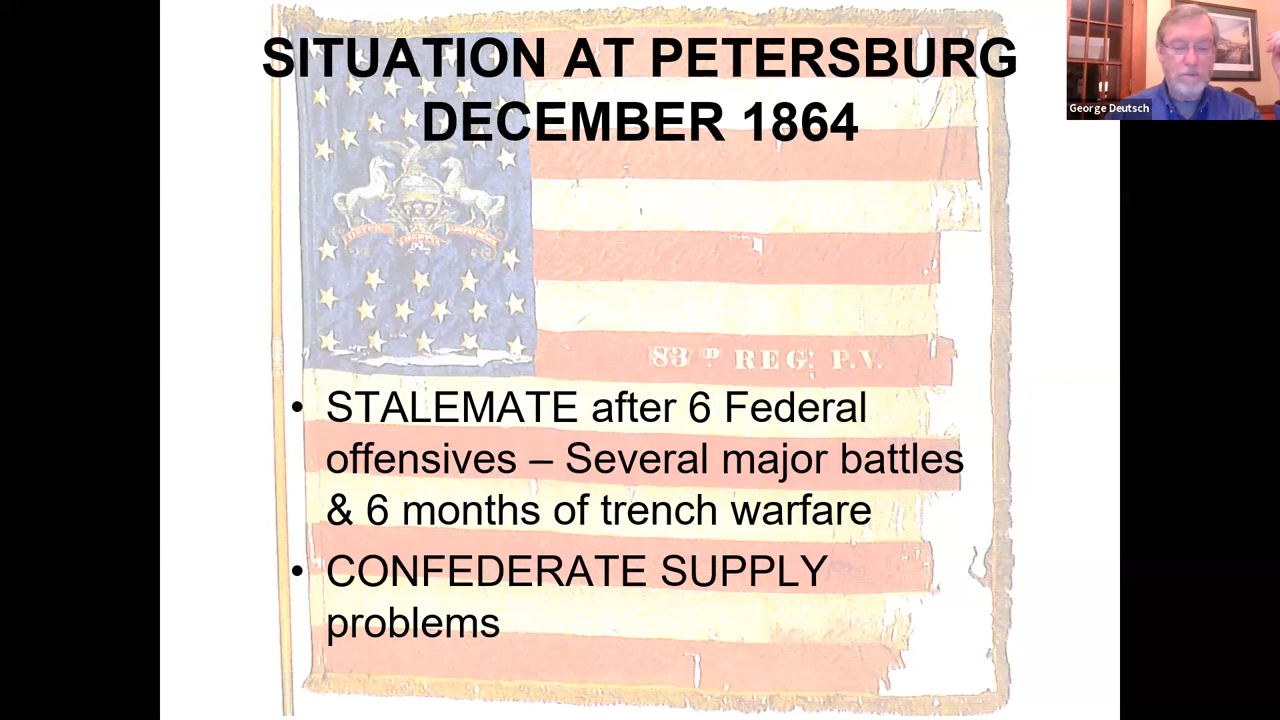 SITUATION AT PETERSBURG
DECEMBER 1864
George Deutsch
83D REG. P.V.
• STALEMATE after 6 Federal
offensives – Several major battles
& 6 months of trench warfare
• CONFEDERATE SUPPLY
problems